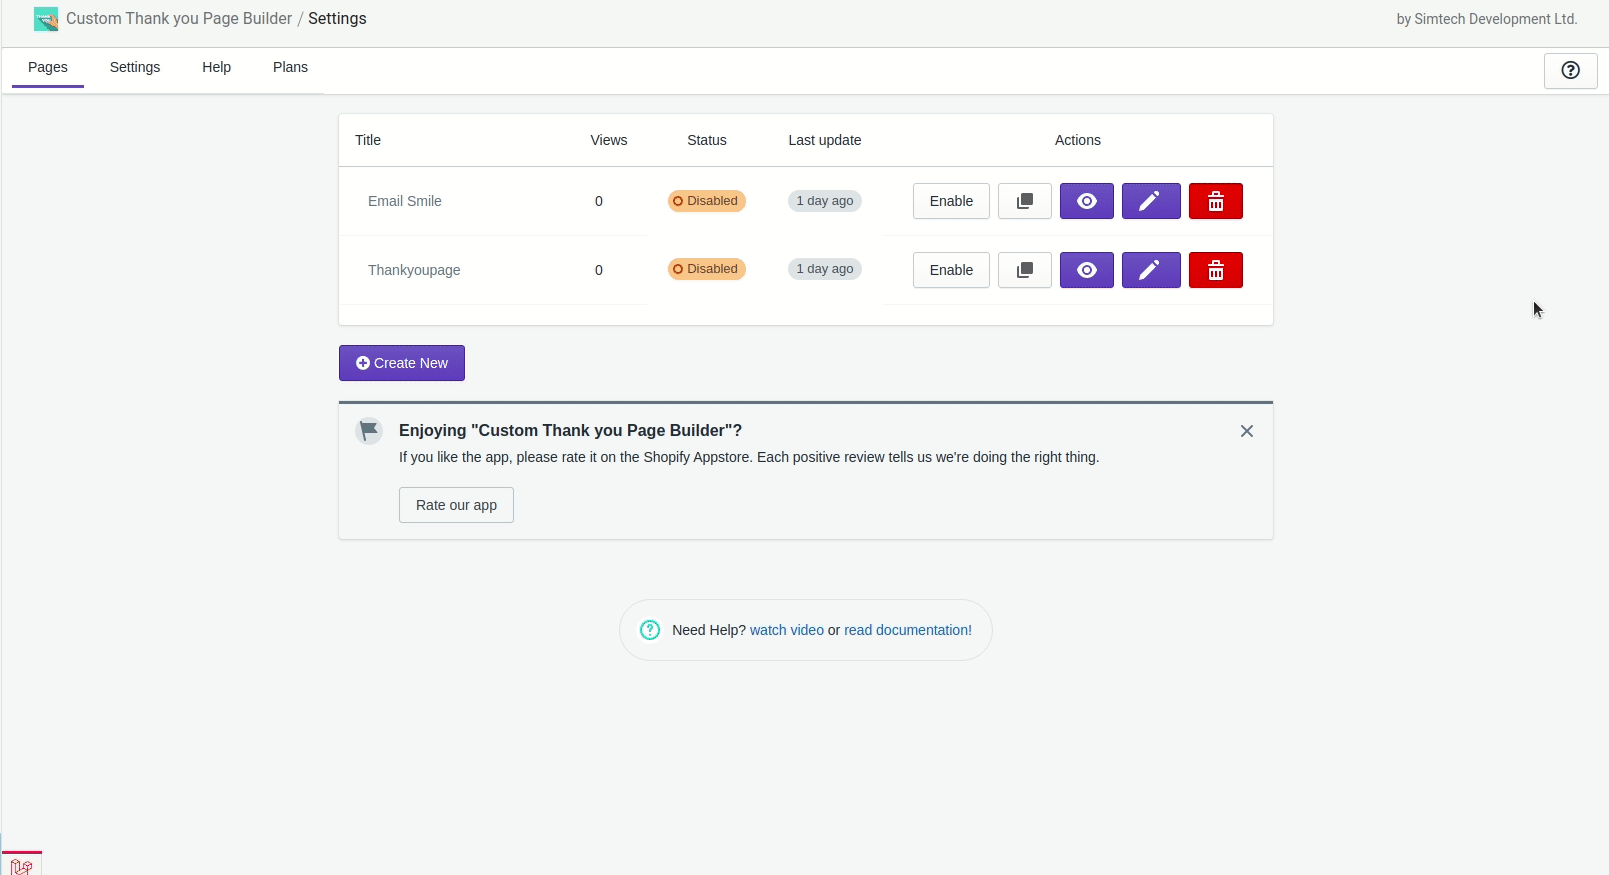 Custom Thank you Page Builder / Settings
by Simtech Development Ltd.
Pages Settings Help Plans
Title Views Status Last update Actions
Email Smile 0 Disabled 1 day ago Enable
Thankyoupage 0 Disabled 1 day ago Enable
Create New
Enjoying "Custom Thank you Page Builder"?
If you like the app, please rate it on the Shopify Appstore. Each positive review tells us we're doing the right thing.
Rate our app
Need Help? watch video or read documentation!